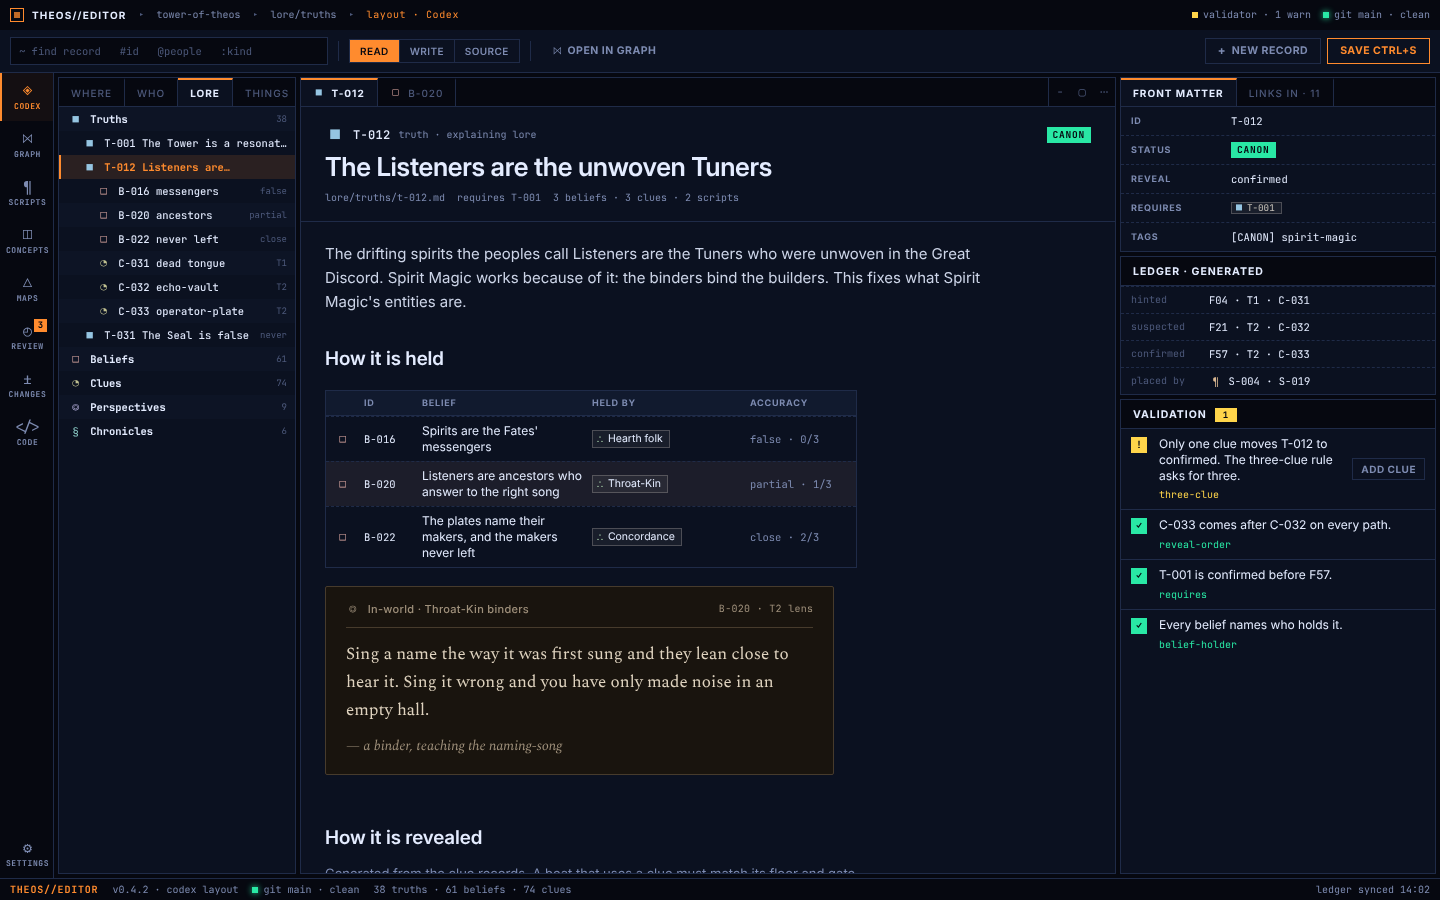 THEOS//EDITOR ▸ tower-of-theos ▸ lore/truths ▸ layout · Codex
validator · 1 warn git main · clean
~ find record #id @people :kind
READ WRITE SOURCE
⋈ OPEN IN GRAPH
+ NEW RECORD
SAVE CTRL+S
CODEX
GRAPH
SCRIPTS
CONCEPTS
MAPS
3
REVIEW
CHANGES
CODE
SETTINGS
WHERE WHO LORE THINGS
Truths 38
T-001 The Tower is a resonat…
T-012 Listeners are…
B-016 messengers false
B-020 ancestors partial
B-022 never left close
C-031 dead tongue T1
C-032 echo-vault T2
C-033 operator-plate T2
T-031 The Seal is false never
Beliefs 61
Clues 74
Perspectives 9
§ Chronicles 6
T-012 B-020
T-012 truth · explaining lore
CANON
The Listeners are the unwoven Tuners
lore/truths/t-012.md requires T-001 3 beliefs · 3 clues · 2 scripts
The drifting spirits the peoples call Listeners are the Tuners who were unwoven in the Great
Discord. Spirit Magic works because of it: the binders bind the builders. This fixes what Spirit
Magic's entities are.
How it is held
ID BELIEF HELD BY ACCURACY
B-016 Spirits are the Fates' messengers ∴ Hearth folk false · 0/3
B-020 Listeners are ancestors who answer to the right song ∴ Throat-Kin partial · 1/3
B-022 The plates name their makers, and the makers never left ∴ Concordance close · 2/3
In-world · Throat-Kin binders B-020 · T2 lens
Sing a name the way it was first sung and they lean close to
hear it. Sing it wrong and you have only made noise in an
empty hall.
— a binder, teaching the naming-song
How it is revealed
Generated from the clue records. A beat that uses a clue must match its floor and gate.
FRONT MATTER LINKS IN · 11
ID T-012
STATUS CANON
REVEAL confirmed
REQUIRES T-001
TAGS [CANON] spirit-magic
LEDGER · GENERATED
hinted F04 · T1 · C-031
suspected F21 · T2 · C-032
confirmed F57 · T2 · C-033
placed by ¶ S-004 · S-019
VALIDATION 1
! Only one clue moves T-012 to
confirmed. The three-clue rule
asks for three.
three-clue
ADD CLUE
✓ C-033 comes after C-032 on every path.
reveal-order
✓ T-001 is confirmed before F57.
requires
✓ Every belief names who holds it.
belief-holder
THEOS//EDITOR v0.4.2 · codex layout git main · clean 38 truths · 61 beliefs · 74 clues
ledger synced 14:02